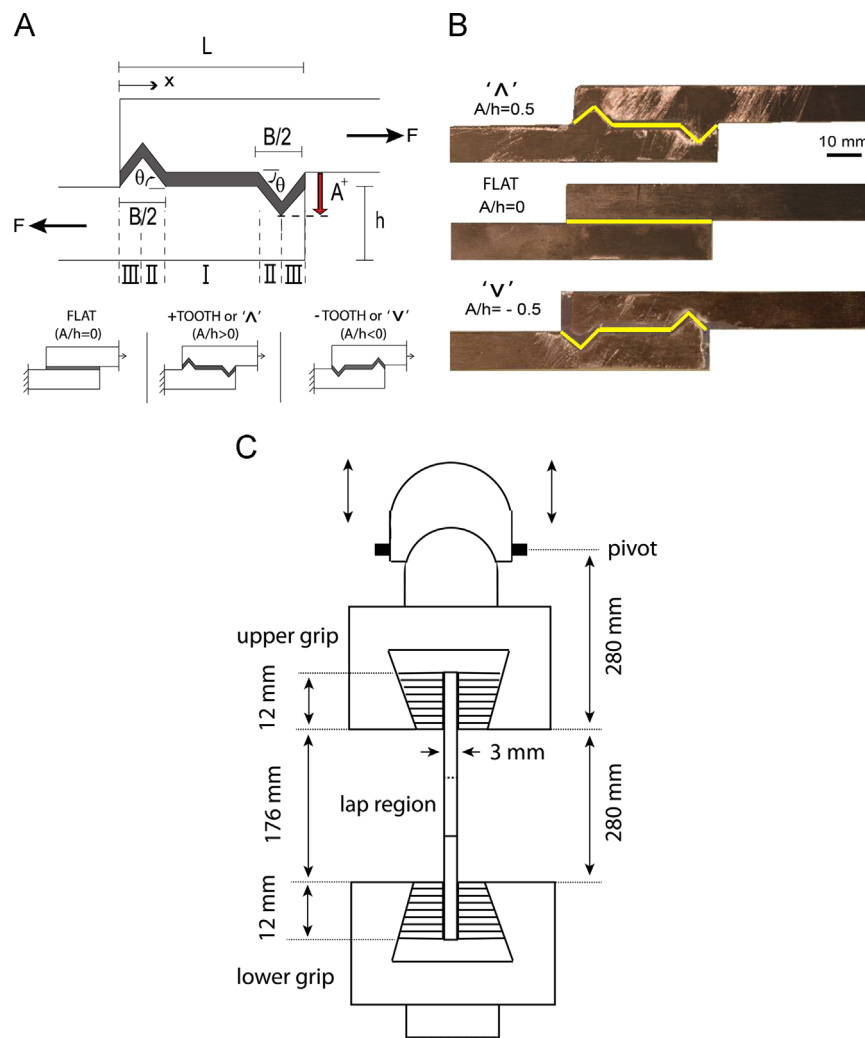 A
L
x
F
B/2
θ
θ
A+
B/2
h
F
III II I II III
FLAT
(A/h=0)
+TOOTH or '∧'
(A/h>0)
- TOOTH or '∨'
(A/h<0)
B
'∧'
A/h=0.5
10 mm
FLAT
A/h=0
'∨'
A/h= - 0.5
C
pivot
upper grip
280 mm
12 mm
3 mm
lap region
176 mm
280 mm
12 mm
lower grip